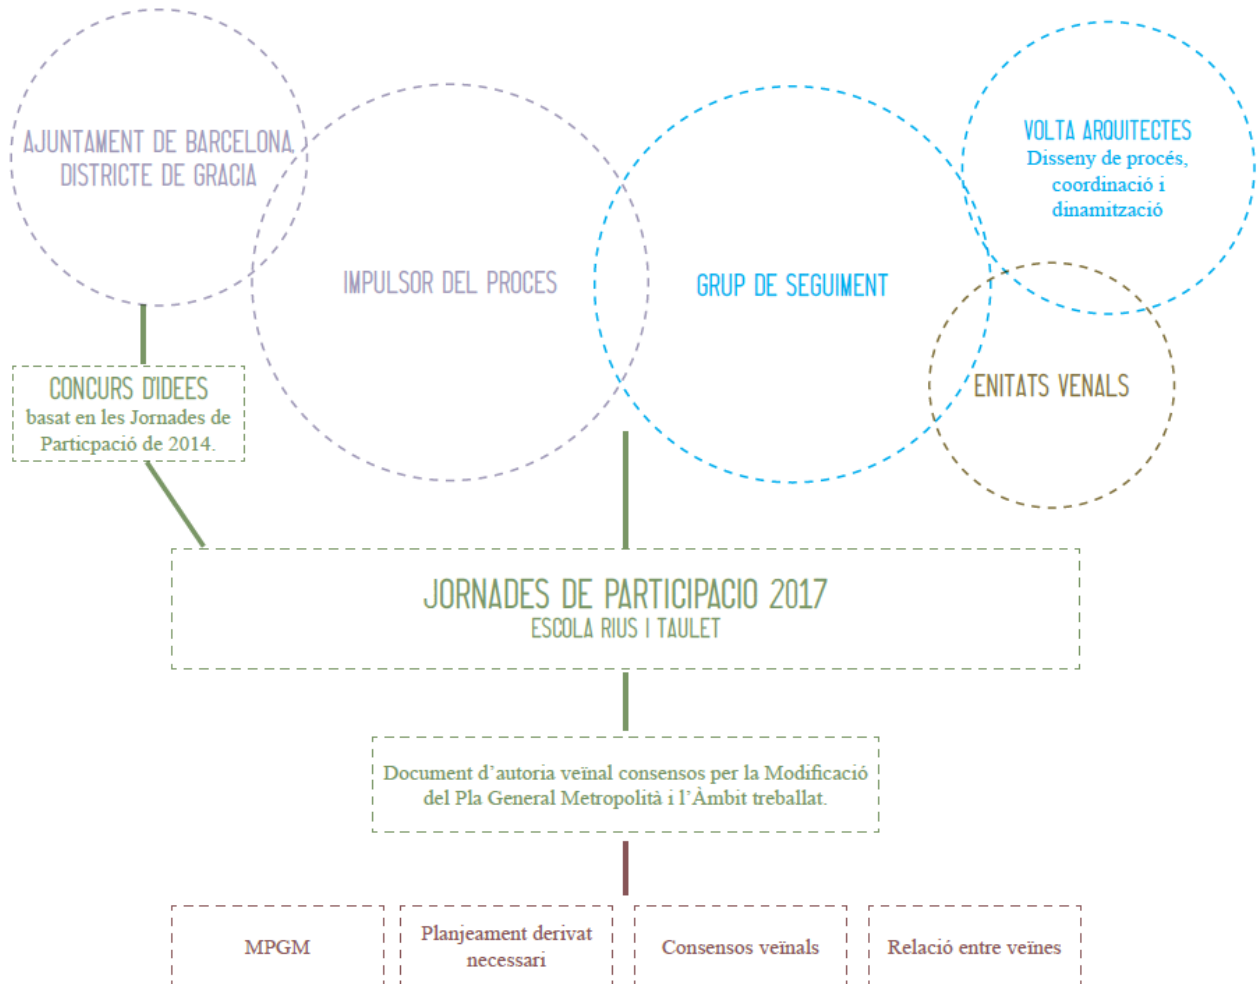 AJUNTAMENT DE BARCELONA,
DISTRICTE DE GRACIA
IMPULSOR DEL PROCES
GRUP DE SEGUIMENT
VOLTA ARQUITECTES
Disseny de procés,
coordinació i
dinamització
ENITATS VENALS
CONCURS D'IDEES
basat en les Jornades de
Particpació de 2014.
JORNADES DE PARTICIPACIO 2017
ESCOLA RIUS I TAULET
Document d’autoria veïnal consensos per la Modificació
del Pla General Metropolità i l’Àmbit treballat.
MPGM
Planjeament derivat
necessari
Consensos veïnals
Relació entre veïnes